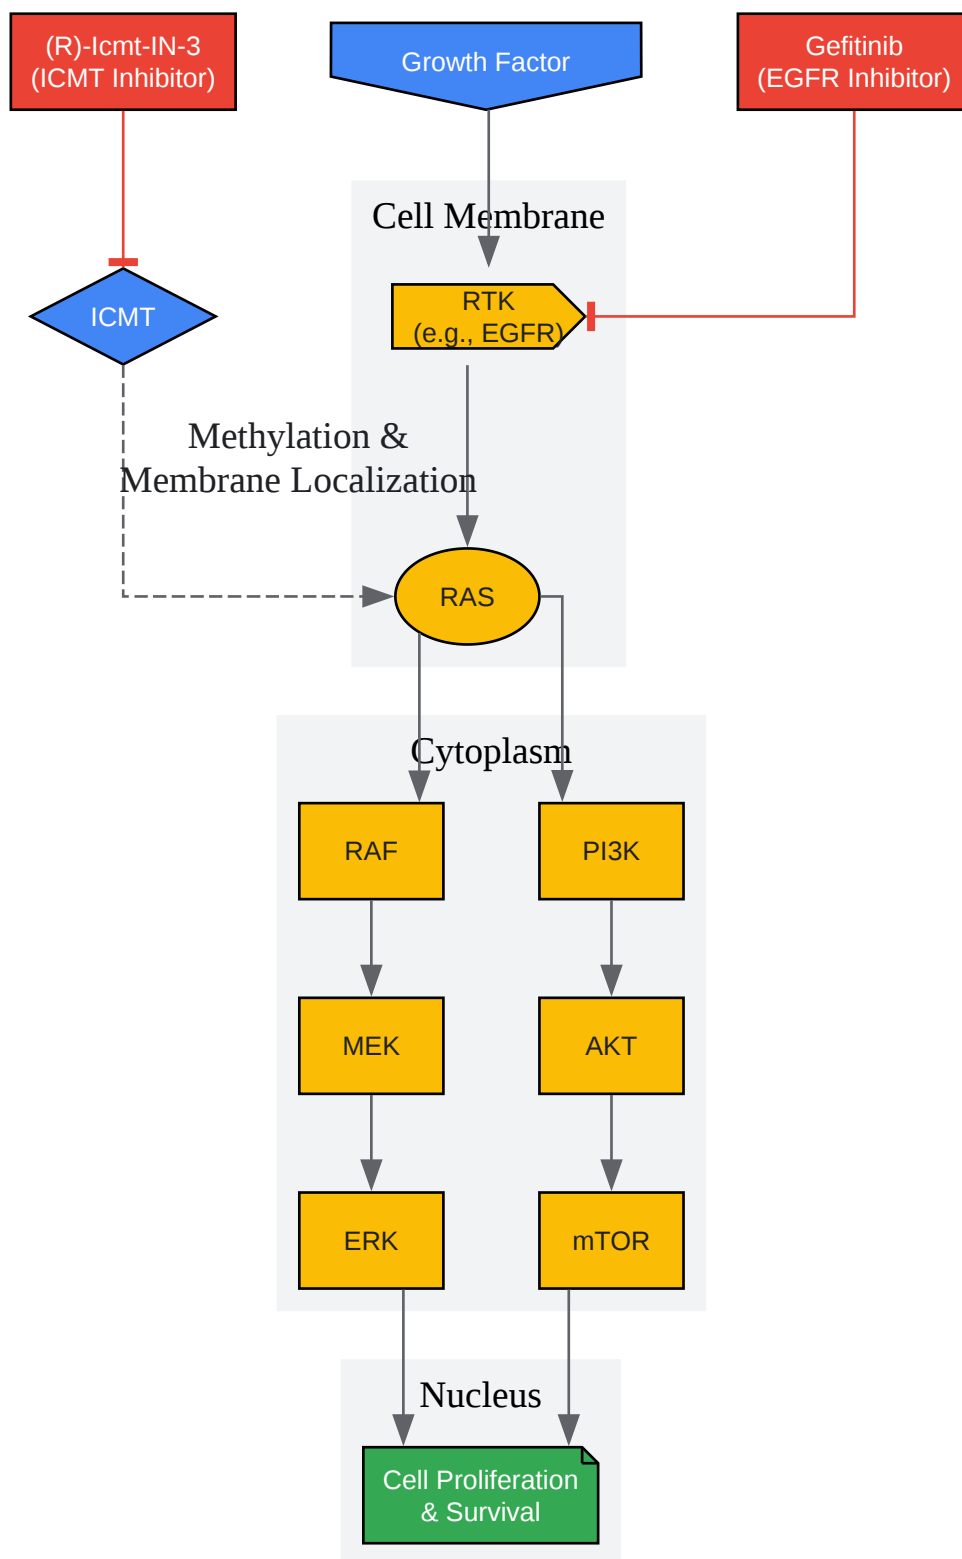 (R)-Icmt-IN-3
(ICMT Inhibitor)
Growth Factor
Gefitinib
(EGFR Inhibitor)
Cell Membrane
RTK
(e.g., EGFR)
ICMT
Methylation &
Membrane Localization
RAS
Cytoplasm
RAF
PI3K
MEK
AKT
ERK
mTOR
Nucleus
Cell Proliferation
& Survival